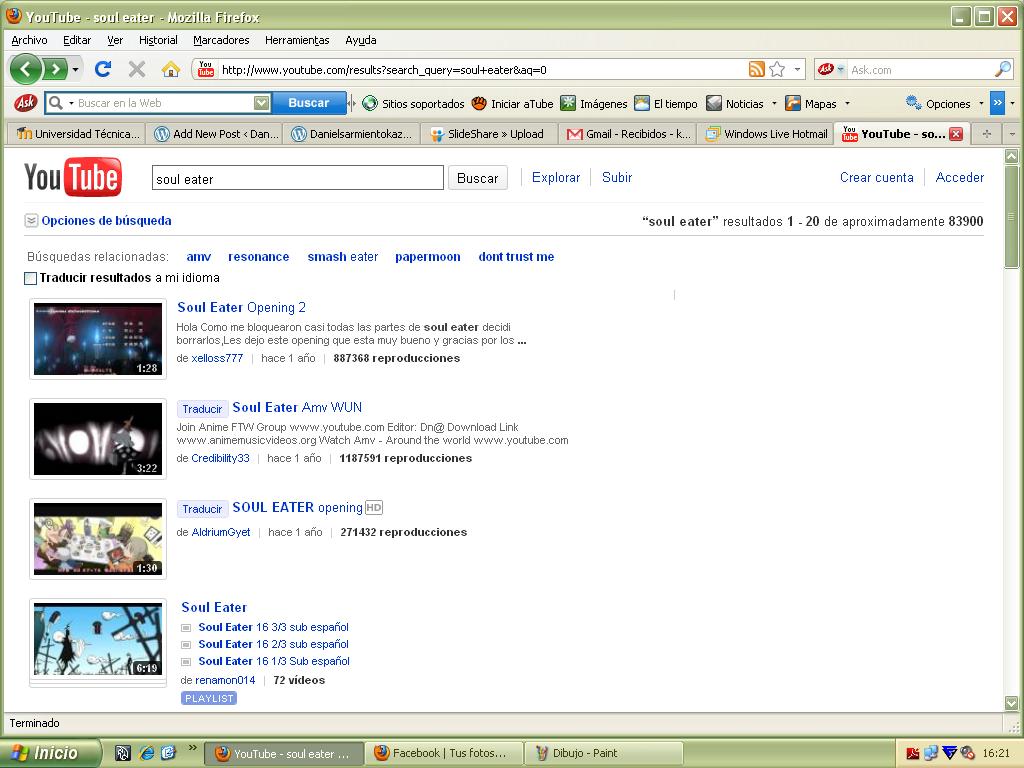 YouTube - soul eater - Mozilla Firefox
Archivo Editar Ver Historial Marcadores Herramientas Ayuda
You Tube http://www.youtube.com/results?search_query=soul+eater&aq=0 Ask Ask.com
Ask Buscar en la Web Buscar Sitios soportados Iniciar aTube Imágenes El tiempo Noticias Mapas Opciones »
Universidad Técnica... Add New Post ‹ Dan... Danielsarmientokaz... SlideShare » Upload Gmail - Recibidos - k... Windows Live Hotmail YouTube - so...
YouTube soul eater Buscar Explorar Subir Crear cuenta Acceder
Opciones de búsqueda “soul eater” resultados 1 - 20 de aproximadamente 83900
Búsquedas relacionadas: amv resonance smash eater papermoon dont trust me
Traducir resultados a mi idioma
Soul Eater Opening 2
Hola Como me bloquearon casi todas las partes de soul eater decidi
borrarlos,Les dejo este opening que esta muy bueno y gracias por los ...
de xelloss777 hace 1 año 887368 reproducciones
1:28
Traducir Soul Eater Amv WUN
Join Anime FTW Group www.youtube.com Editor: Dn@ Download Link
www.animemusicvideos.org Watch Amv - Around the world www.youtube.com
de Credibility33 hace 1 año 1187591 reproducciones
3:22
Traducir SOUL EATER opening HD
de AldriumGyet hace 1 año 271432 reproducciones
1:30
Soul Eater
Soul Eater 16 3/3 sub español
Soul Eater 16 2/3 sub español
Soul Eater 16 1/3 Sub español
6:19
de renamon014 72 vídeos
PLAYLIST
Terminado
Inicio » YouTube - soul eater ... Facebook | Tus fotos... Dibujo - Paint 16:21